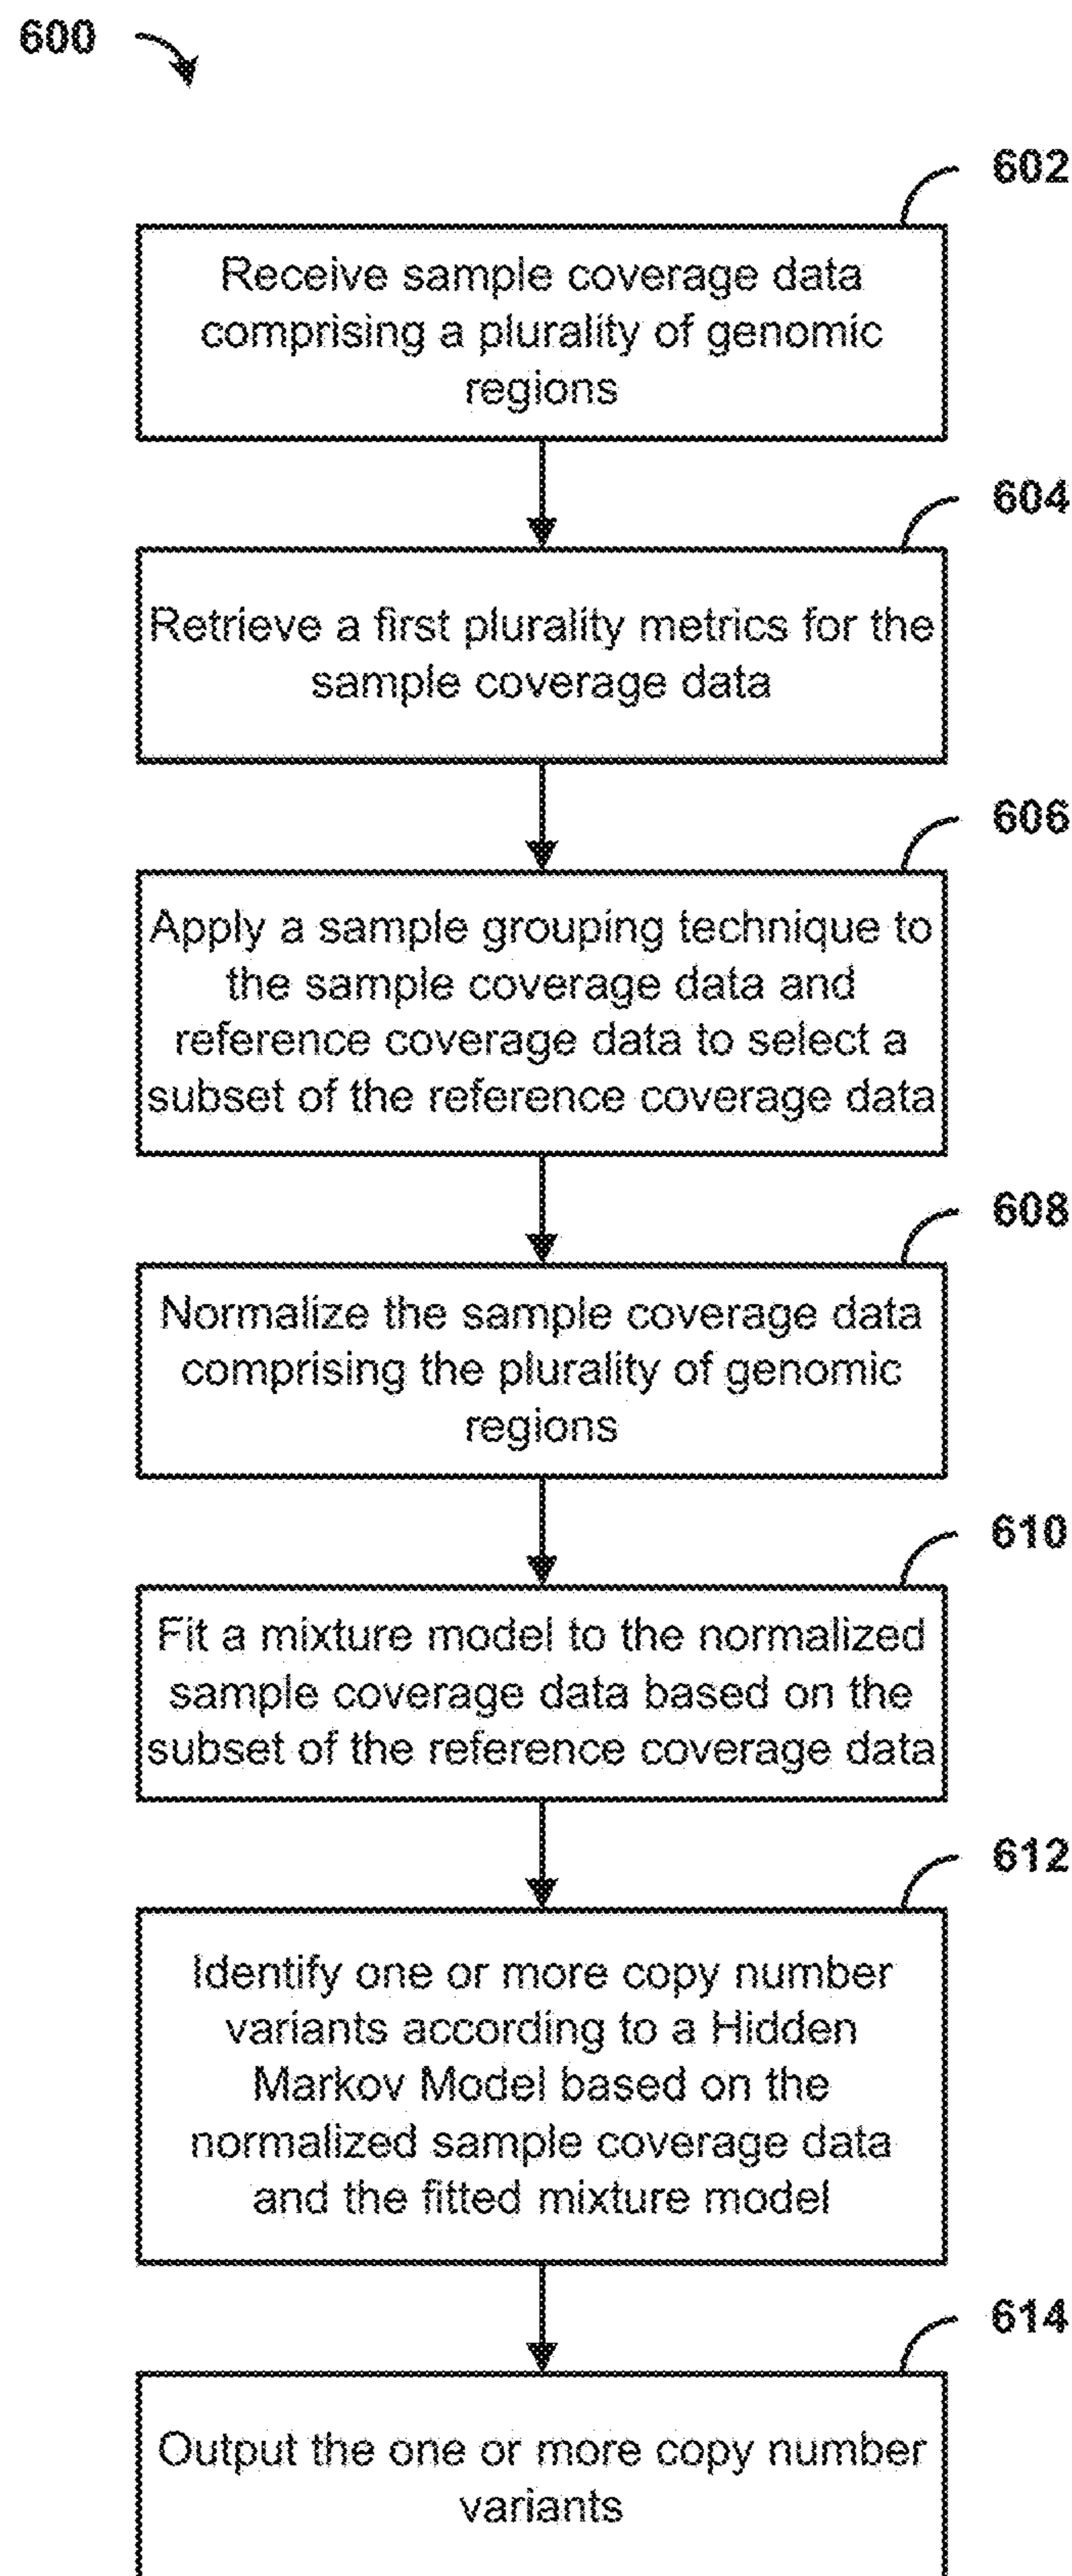 600
602
Receive sample coverage data
comprising a plurality of genomic
regions
604
Retrieve a first plurality metrics for the
sample coverage data
606
Apply a sample grouping technique to
the sample coverage data and
reference coverage data to select a
subset of the reference coverage data
608
Normalize the sample coverage data
comprising the plurality of genomic
regions
610
Fit a mixture model to the normalized
sample coverage data based on the
subset of the reference coverage data
612
Identify one or more copy number
variants according to a Hidden
Markov Model based on the
normalized sample coverage data
and the fitted mixture model
614
Output the one or more copy number
variants